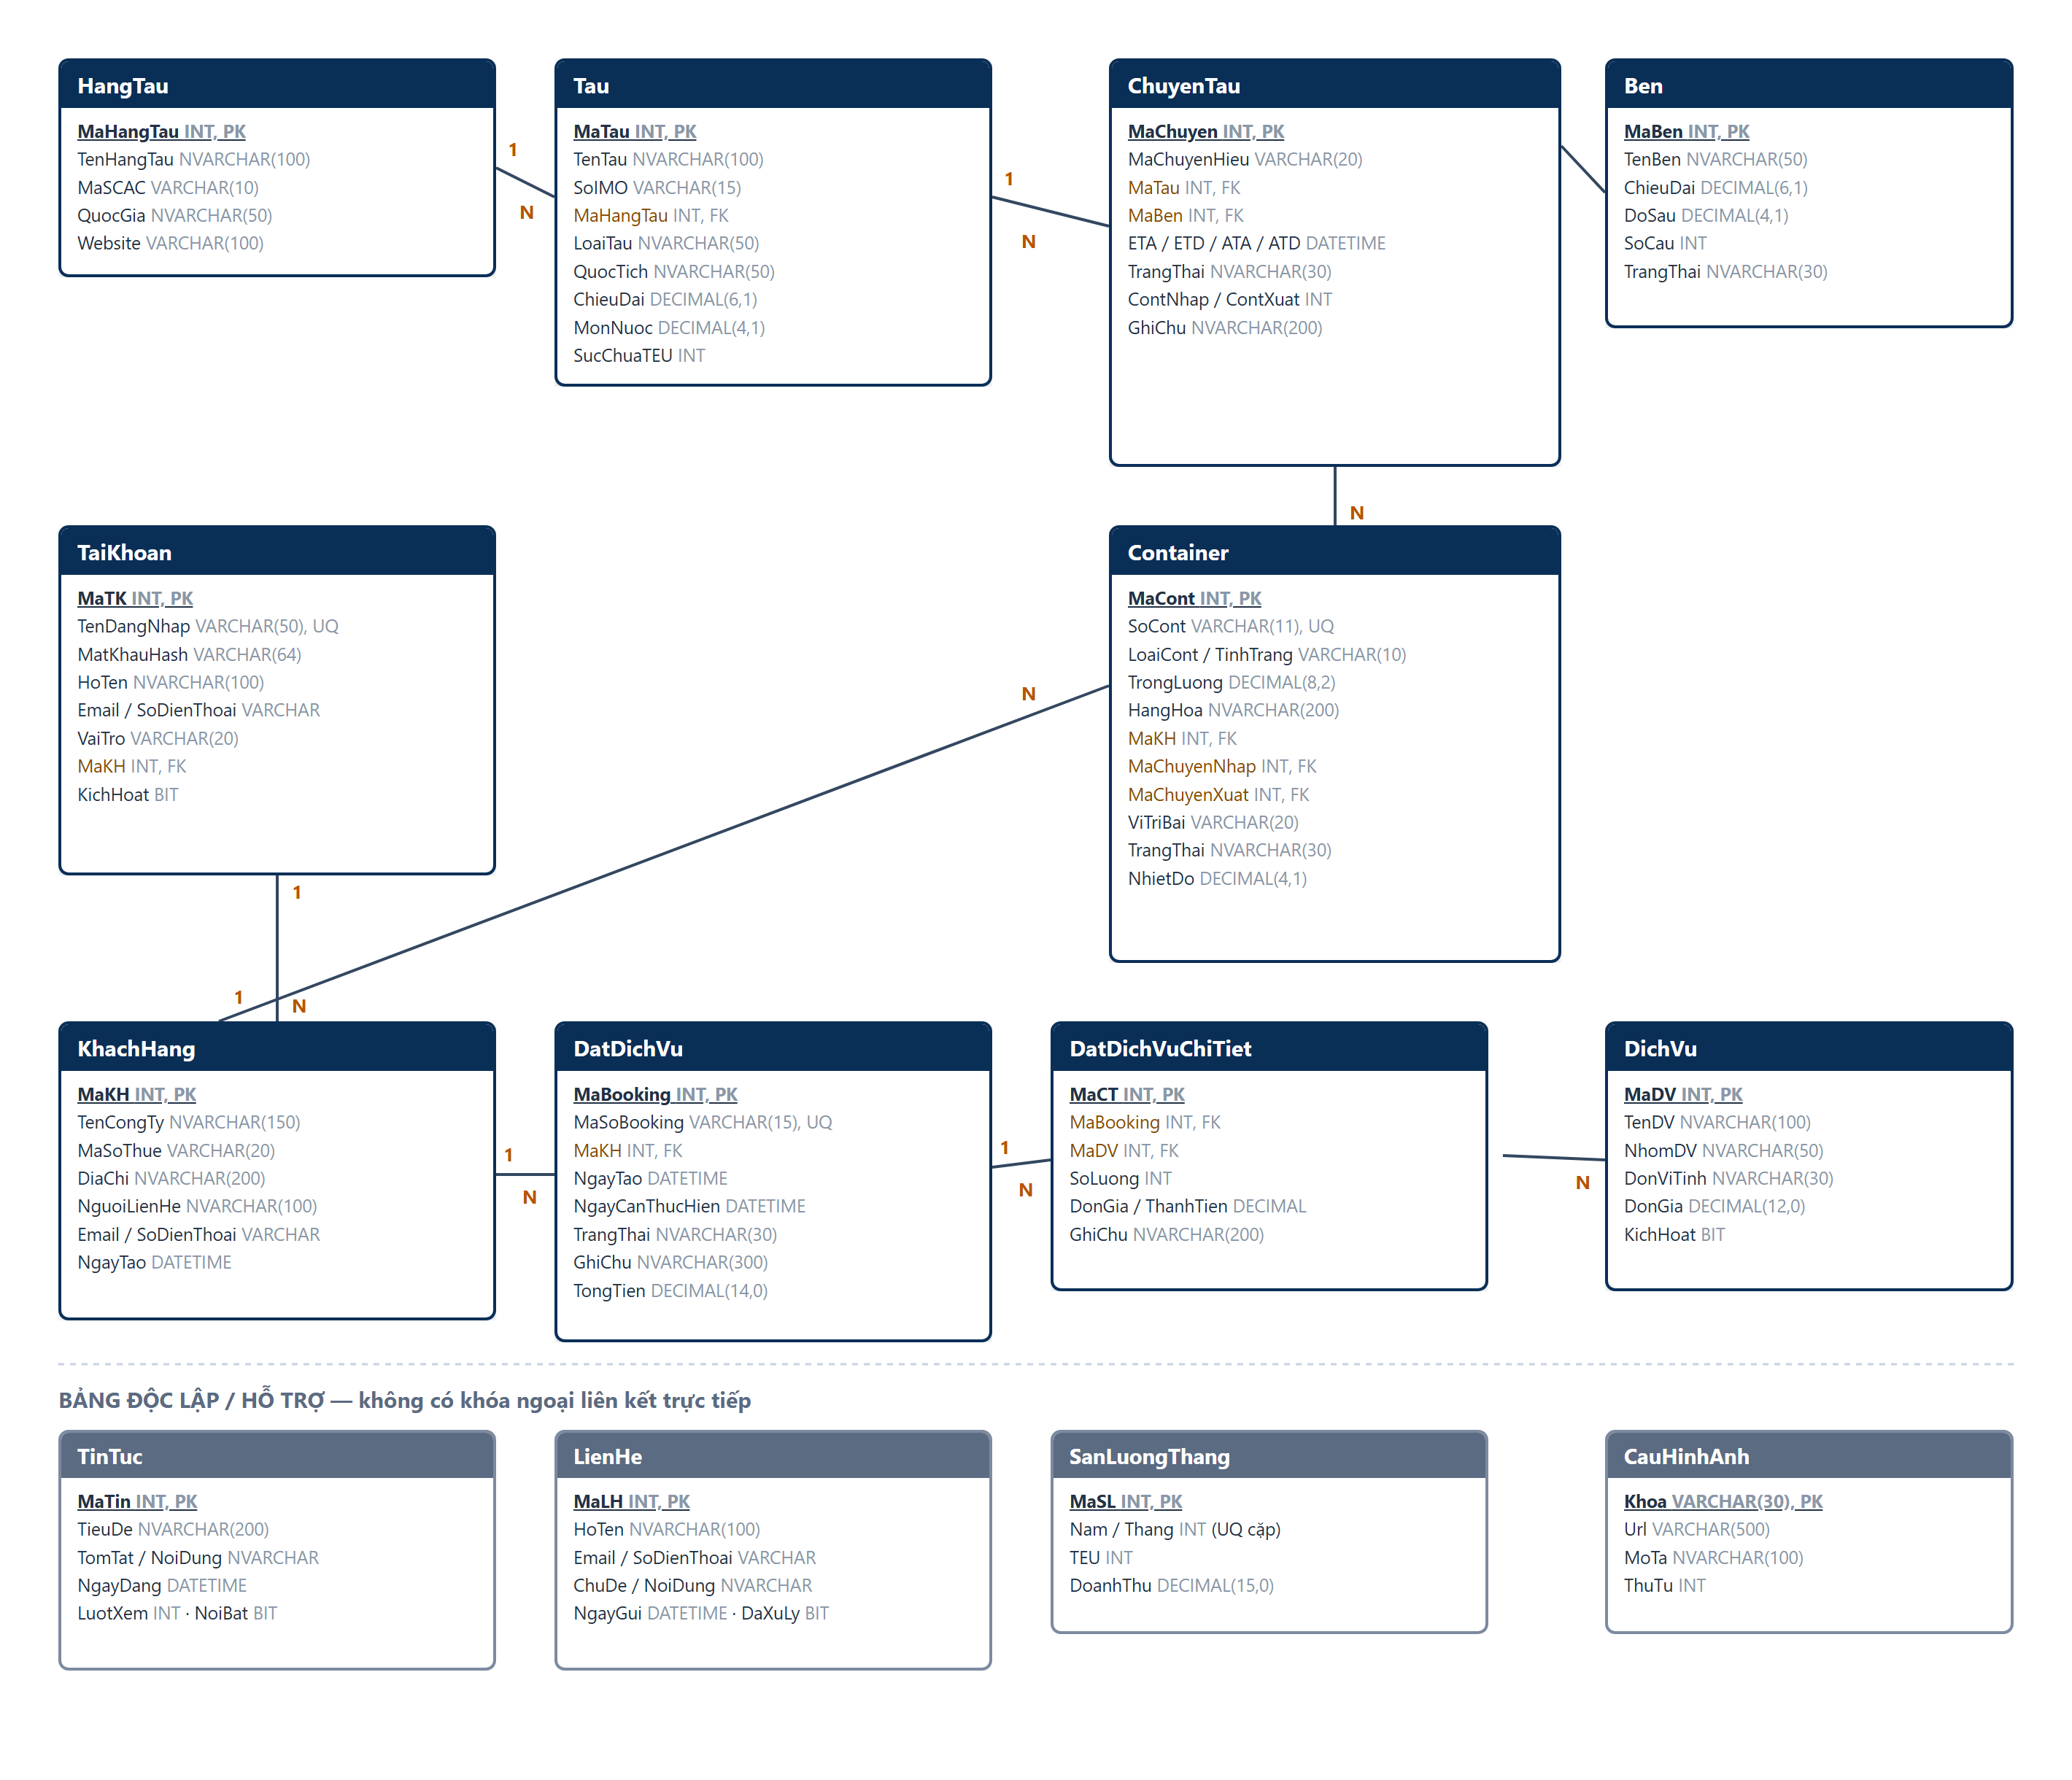 HangTau
MaHangTau INT, PK
TenHangTau NVARCHAR(100)
MaSCAC VARCHAR(10)
QuocGia NVARCHAR(50)
Website VARCHAR(100)
1
N
Tau
MaTau INT, PK
TenTau NVARCHAR(100)
SoIMO VARCHAR(15)
MaHangTau INT, FK
LoaiTau NVARCHAR(50)
QuocTich NVARCHAR(50)
ChieuDai DECIMAL(6,1)
MonNuoc DECIMAL(4,1)
SucChuaTEU INT
1
N
ChuyenTau
MaChuyen INT, PK
MaChuyenHieu VARCHAR(20)
MaTau INT, FK
MaBen INT, FK
ETA / ETD / ATA / ATD DATETIME
TrangThai NVARCHAR(30)
ContNhap / ContXuat INT
GhiChu NVARCHAR(200)
Ben
MaBen INT, PK
TenBen NVARCHAR(50)
ChieuDai DECIMAL(6,1)
DoSau DECIMAL(4,1)
SoCau INT
TrangThai NVARCHAR(30)
N
TaiKhoan
MaTK INT, PK
TenDangNhap VARCHAR(50), UQ
MatKhauHash VARCHAR(64)
HoTen NVARCHAR(100)
Email / SoDienThoai VARCHAR
VaiTro VARCHAR(20)
MaKH INT, FK
KichHoat BIT
1
N
Container
MaCont INT, PK
SoCont VARCHAR(11), UQ
LoaiCont / TinhTrang VARCHAR(10)
TrongLuong DECIMAL(8,2)
HangHoa NVARCHAR(200)
MaKH INT, FK
MaChuyenNhap INT, FK
MaChuyenXuat INT, FK
ViTriBai VARCHAR(20)
TrangThai NVARCHAR(30)
NhietDo DECIMAL(4,1)
N
1
KhachHang
MaKH INT, PK
TenCongTy NVARCHAR(150)
MaSoThue VARCHAR(20)
DiaChi NVARCHAR(200)
NguoiLienHe NVARCHAR(100)
Email / SoDienThoai VARCHAR
NgayTao DATETIME
1
N
DatDichVu
MaBooking INT, PK
MaSoBooking VARCHAR(15), UQ
MaKH INT, FK
NgayTao DATETIME
NgayCanThucHien DATETIME
TrangThai NVARCHAR(30)
GhiChu NVARCHAR(300)
TongTien DECIMAL(14,0)
1
N
DatDichVuChiTiet
MaCT INT, PK
MaBooking INT, FK
MaDV INT, FK
SoLuong INT
DonGia / ThanhTien DECIMAL
GhiChu NVARCHAR(200)
N
DichVu
MaDV INT, PK
TenDV NVARCHAR(100)
NhomDV NVARCHAR(50)
DonViTinh NVARCHAR(30)
DonGia DECIMAL(12,0)
KichHoat BIT
BẢNG ĐỘC LẬP / HỖ TRỢ — không có khóa ngoại liên kết trực tiếp
TinTuc
MaTin INT, PK
TieuDe NVARCHAR(200)
TomTat / NoiDung NVARCHAR
NgayDang DATETIME
LuotXem INT · NoiBat BIT
LienHe
MaLH INT, PK
HoTen NVARCHAR(100)
Email / SoDienThoai VARCHAR
ChuDe / NoiDung NVARCHAR
NgayGui DATETIME · DaXuLy BIT
SanLuongThang
MaSL INT, PK
Nam / Thang INT (UQ cặp)
TEU INT
DoanhThu DECIMAL(15,0)
CauHinhAnh
Khoa VARCHAR(30), PK
Url VARCHAR(500)
MoTa NVARCHAR(100)
ThuTu INT